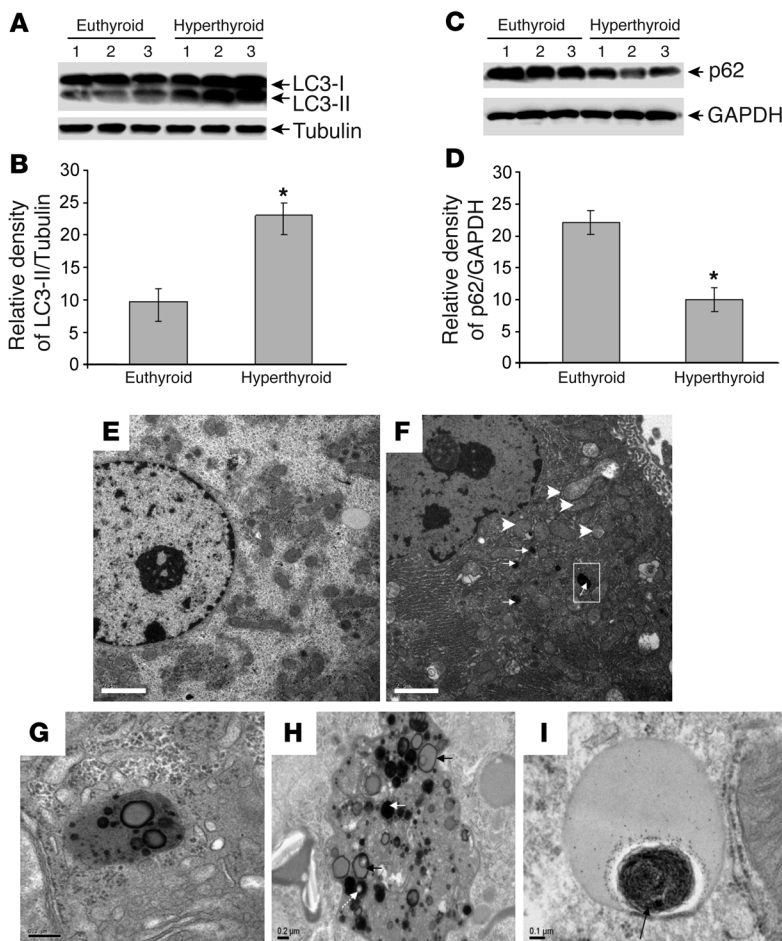 A
Euthyroid Hyperthyroid
1 2 3 1 2 3
LC3-I
LC3-II
Tubulin
B
Relative density
of LC3-II/Tubulin
30
25
20
15
10
5
0
*
Euthyroid Hyperthyroid
C
Euthyroid Hyperthyroid
1 2 3 1 2 3
p62
GAPDH
D
Relative density
of p62/GAPDH
30
25
20
15
10
5
0
*
Euthyroid Hyperthyroid
E
F
G
H
0.2 µm
I
0.1 µm